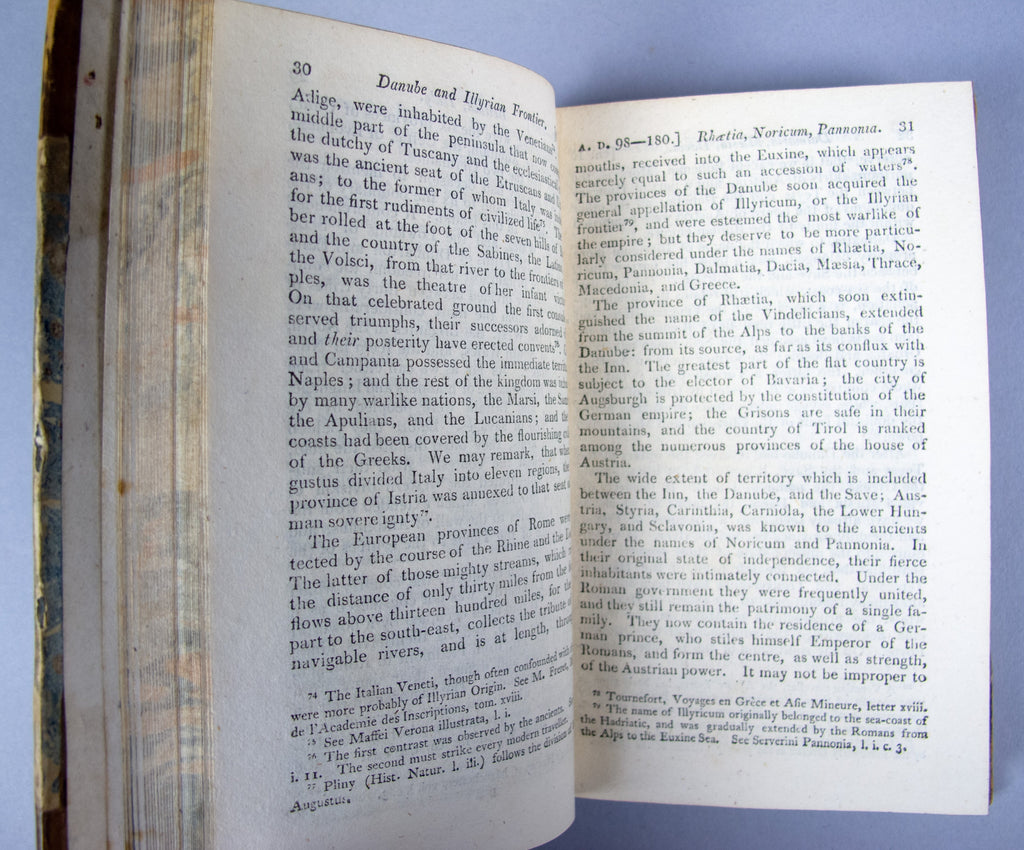 30
Danube and Illyrian Frontier.
Adige, were inhabited by the Venetians
middle part of the peninsula that now
the dutchy of Tuscany and the ecclesiastical
was the ancient seat of the Etruscans and
ans; to the former of whom Italy was
for the first rudiments of civilized life⁷⁵.
ber rolled at the foot of the seven hills of
and the country of the Sabines, the
the Volsci, from that river to the frontiers of
ples, was the theatre of her infant
On that celebrated ground the first
served triumphs, their successors adorned
and their posterity have erected convents⁷⁶.
and Campania possessed the immediate
Naples; and the rest of the kingdom was
by many warlike nations, the Marsi, the
the Apulians, and the Lucanians; and the
coasts had been covered by the flourishing
of the Greeks. We may remark, that
gustus divided Italy into eleven regions, the
province of Istria was annexed to that seat
man sovere ignty⁷⁷.
The European provinces of Rome were
tected by the course of the Rhine and the
The latter of those mighty streams, which
the distance of only thirty miles from the
flows above thirteen hundred miles, for the
part to the south-east, collects the tribute
navigable rivers, and is at length,
⁷⁴ The Italian Veneti, though often confounded with
were more probably of Illyrian Origin. See M. Freret,
de l'Academie des Inscriptions, tom. xviii.
⁷⁵ See Maffei Verona illustrata, l. i.
⁷⁶ The first contrast was observed by the ancients.
i. 11. The second must strike every modern traveller.
⁷⁷ Pliny (Hist. Natur. l. iii.) follows the division of
Augustus.
A. D. 98—180.] Rhætia, Noricum, Pannonia. 31
mouths, received into the Euxine, which appears
scarcely equal to such an accession of waters⁷⁸.
The provinces of the Danube soon acquired the
general appellation of Illyricum, or the Illyrian
frontier⁷⁹, and were esteemed the most warlike of
the empire; but they deserve to be more particu-
larly considered under the names of Rhætia, No-
ricum, Pannonia, Dalmatia, Dacia, Mæsia, Thrace,
Macedonia, and Greece.
The province of Rhætia, which soon extin-
guished the name of the Vindelicians, extended
from the summit of the Alps to the banks of the
Danube: from its source, as far as its conflux with
the Inn. The greatest part of the flat country is
subject to the elector of Bavaria; the city of
Augsburgh is protected by the constitution of the
German empire; the Grisons are safe in their
mountains, and the country of Tirol is ranked
among the numerous provinces of the house of
Austria.
The wide extent of territory which is included
between the Inn, the Danube, and the Save; Aus-
tria, Styria, Carinthia, Carniola, the Lower Hun-
gary, and Sclavonia, was known to the ancients
under the names of Noricum and Pannonia. In
their original state of independence, their fierce
inhabitants were intimately connected. Under the
Roman government they were frequently united,
and they still remain the patrimony of a single fa-
mily. They now contain the residence of a Ger-
man prince, who stiles himself Emperor of the
Romans, and form the centre, as well as strength,
of the Austrian power. It may not be improper to
⁷⁸ Tournefort, Voyages en Grèce et Asie Mineure, letter xviii.
⁷⁹ The name of Illyricum originally belonged to the sea-coast of
the Hadriatic, and was gradually extended by the Romans from
the Alps to the Euxine Sea. See Serverini Pannonia, l. i. c. 3.